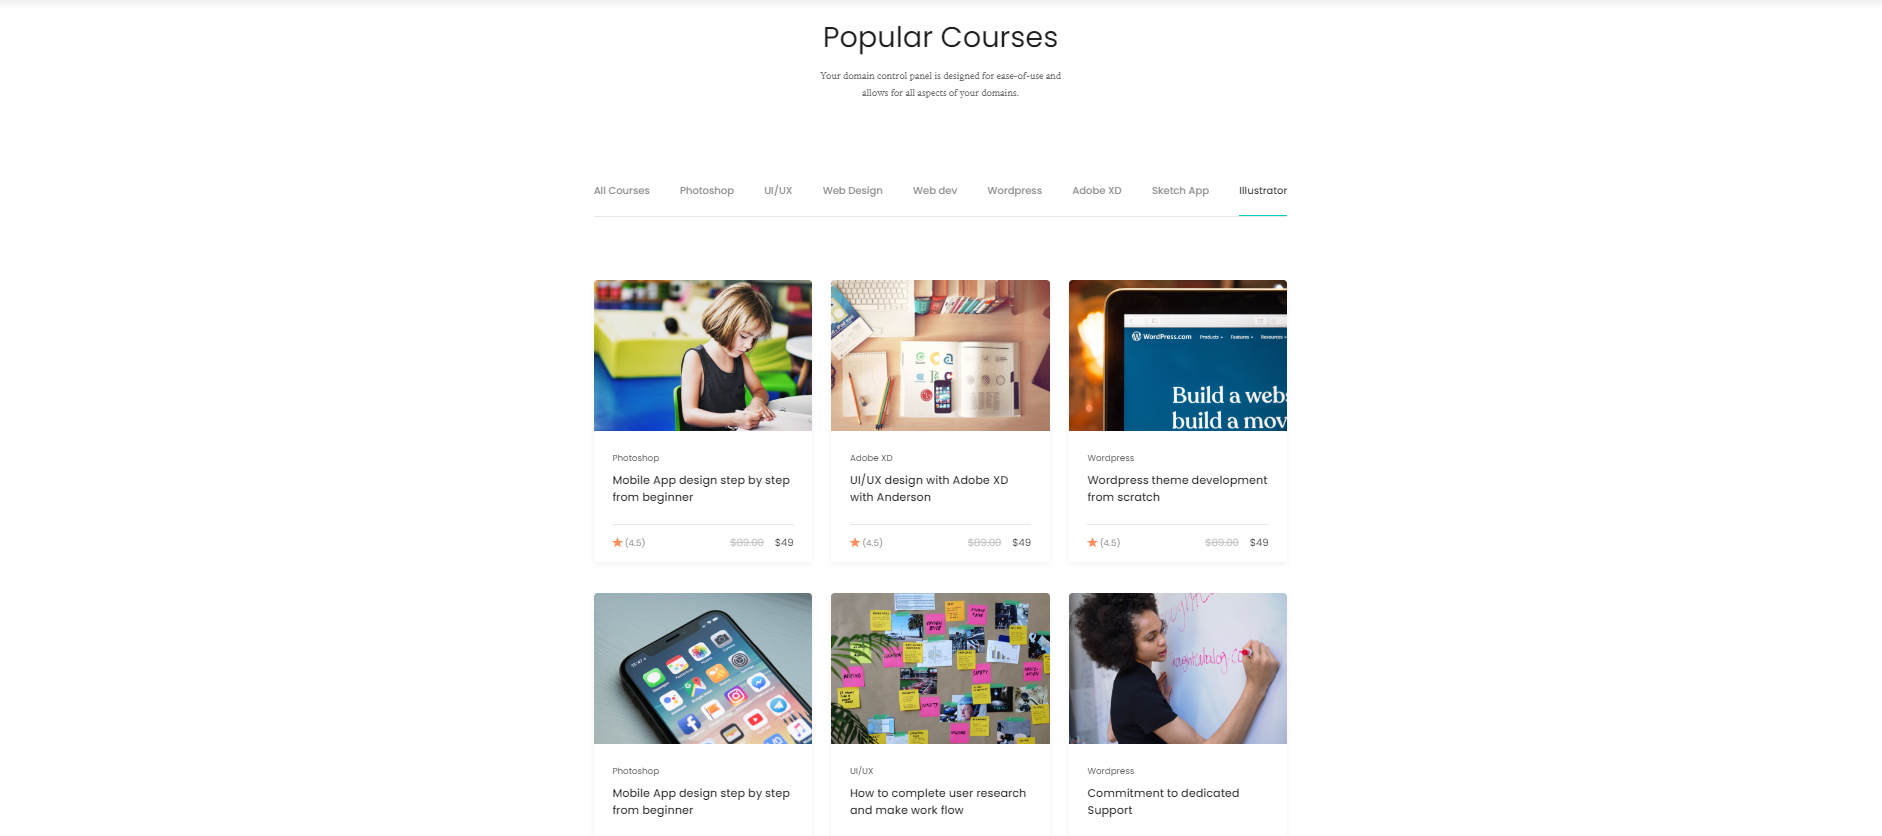 Popular Courses
Your domain control panel is designed for ease-of-use and
allows for all aspects of your domains.
All Courses Photoshop UI/UX Web Design Web dev Wordpress Adobe XD Sketch App Illustrator
WordPress.com Products Features Resources
Build a webs
build a mov
Photoshop
Mobile App design step by step
from beginner
(4.5) $89.00 $49
Adobe XD
UI/UX design with Adobe XD
with Anderson
(4.5) $89.00 $49
Wordpress
Wordpress theme development
from scratch
(4.5) $89.00 $49
Photoshop
Mobile App design step by step
from beginner
UI/UX
How to complete user research
and make work flow
Wordpress
Commitment to dedicated
Support